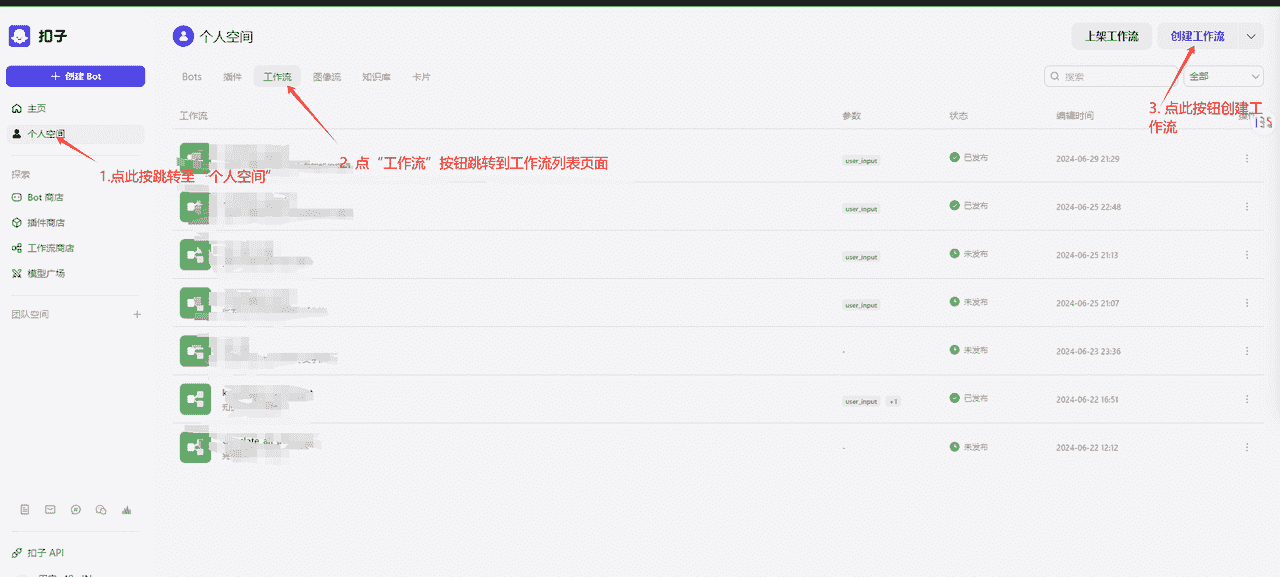 扣子
个人空间
上架工作流
创建工作流
+ 创建 Bot
Bots 插件 工作流 图像流 知识库 卡片
搜索
全部
主页
个人空间
3. 点此按钮创建工
作流
工作流 参数 状态 编辑时间
2. 点“工作流”按钮跳转到工作流列表页面
1.点此按跳转至“个人空间”
user_input 已发布 2024-06-29 21:29
探索
Bot 商店
插件商店
工作流商店
模型广场
user_input 已发布 2024-06-25 22:48
user_input 未发布 2024-06-25 21:13
user_input 未发布 2024-06-25 21:07
团队空间 +
- 未发布 2024-06-23 23:36
user_input +1 已发布 2024-06-22 16:51
- 未发布 2024-06-22 12:12
扣子 API